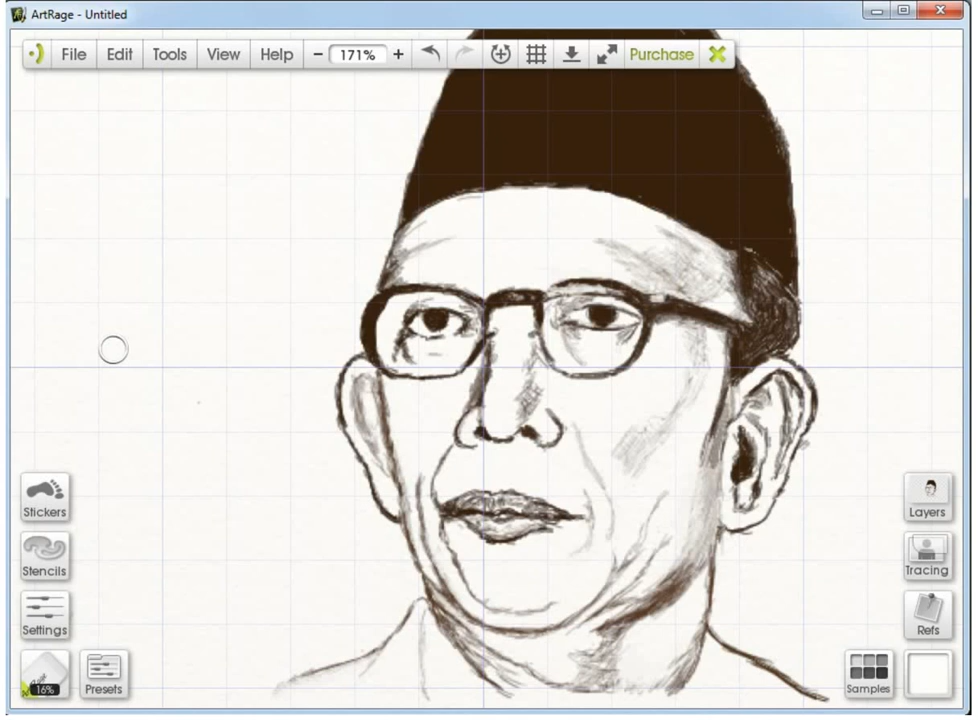 ArtRage - Untitled
File Edit Tools View Help − 171% + Purchase
Stickers
Layers
Stencils
Tracing
Settings
Refs
16%
Presets
Samples